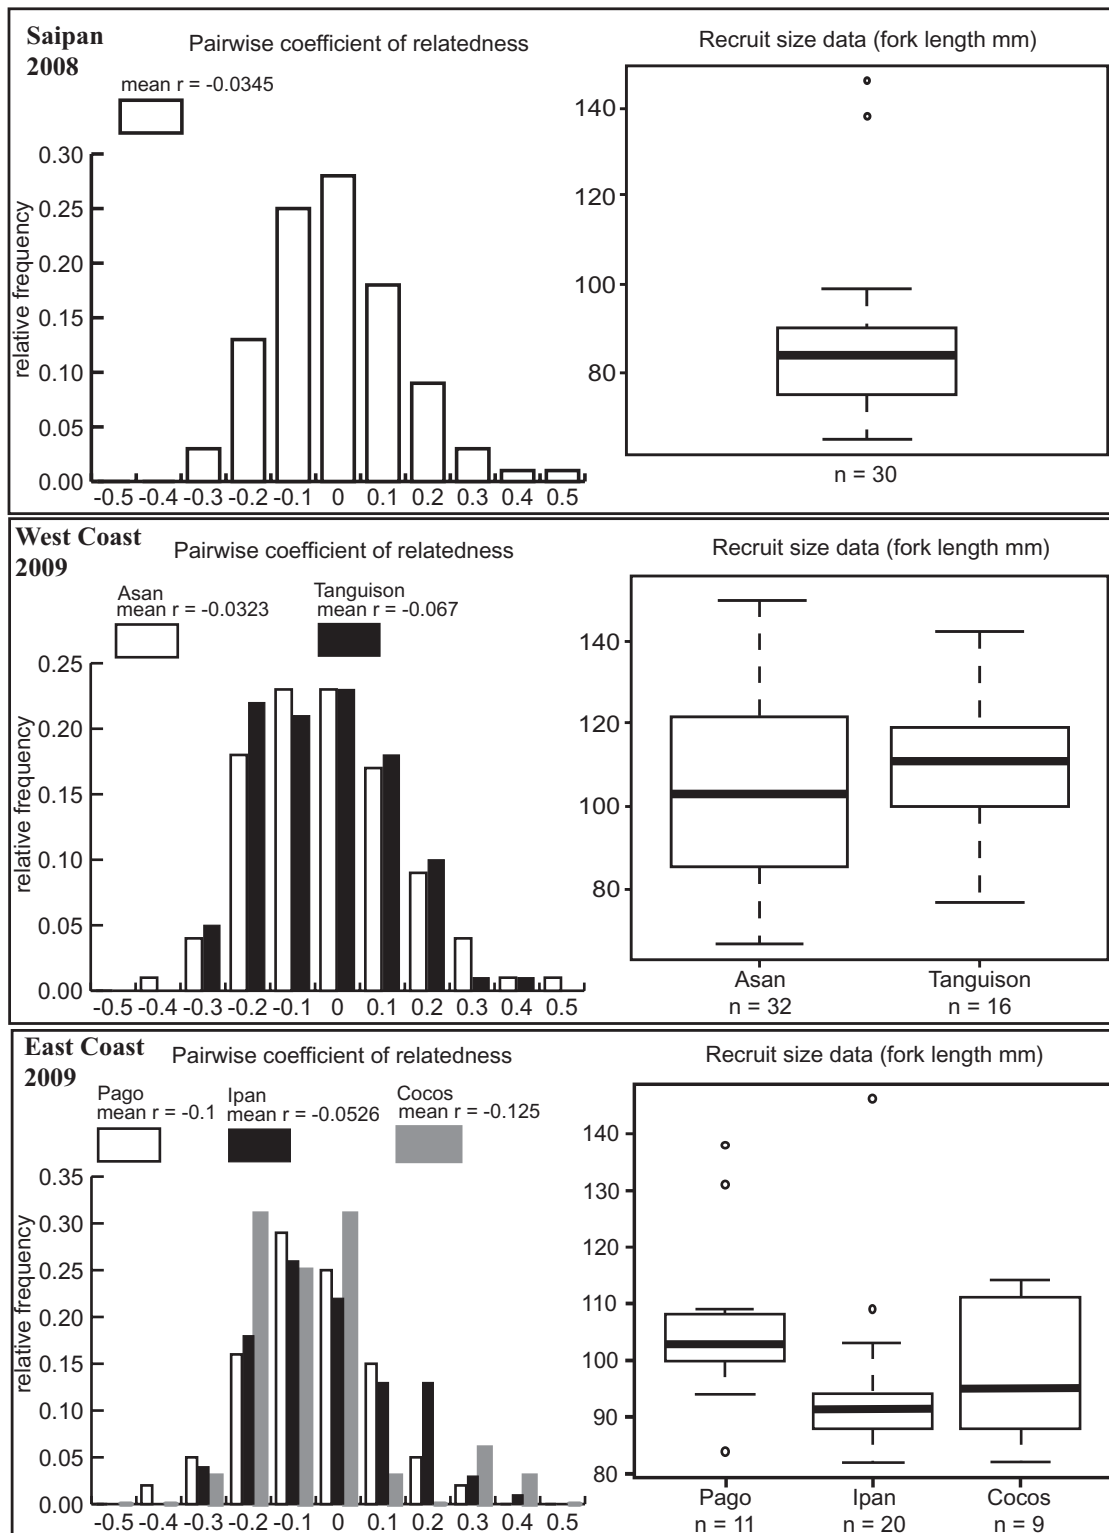 Saipan
2008
Pairwise coefficient of relatedness
mean r = -0.0345
0.30
0.25
0.20
0.15
0.10
0.05
0.00
relative frequency
-0.5 -0.4 -0.3 -0.2 -0.1 0 0.1 0.2 0.3 0.4 0.5
Recruit size data (fork length mm)
140
120
100
80
n = 30
West Coast
2009
Pairwise coefficient of relatedness
Asan
mean r = -0.0323
Tanguison
mean r = -0.067
0.25
0.20
0.15
0.10
0.05
0.00
relative frequency
-0.5 -0.4 -0.3 -0.2 -0.1 0 0.1 0.2 0.3 0.4 0.5
Recruit size data (fork length mm)
140
120
100
80
Asan Tanguison
n = 32 n = 16
East Coast
2009
Pairwise coefficient of relatedness
Pago
mean r = -0.1
Ipan
mean r = -0.0526
Cocos
mean r = -0.125
0.35
0.30
0.25
0.20
0.15
0.10
0.05
0.00
relative frequency
-0.5 -0.4 -0.3 -0.2 -0.1 0 0.1 0.2 0.3 0.4 0.5
Recruit size data (fork length mm)
140
130
120
110
100
90
80
Pago Ipan Cocos
n = 11 n = 20 n = 9